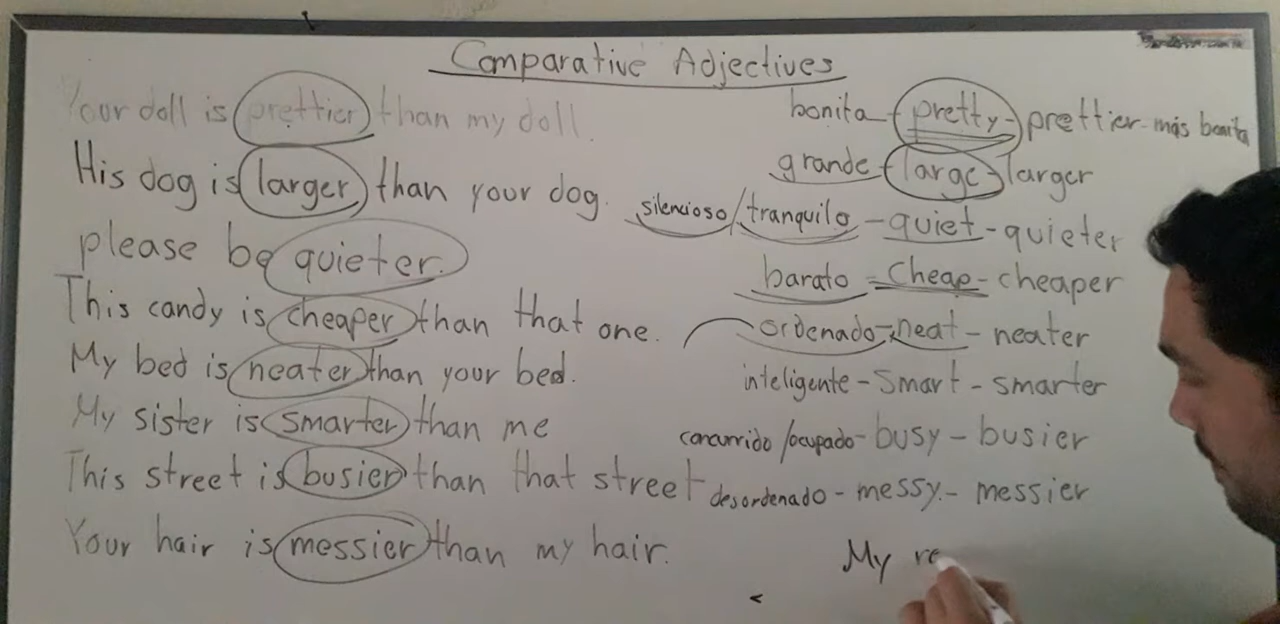 Comparative Adjectives
Your doll is prettier than my doll.
His dog is larger than your dog.
please be quieter.
This candy is cheaper than that one.
My bed is neater than your bed.
My sister is smarter than me
This street is busier than that street
Your hair is messier than my hair.
bonita - pretty - prettier - más bonita
grande - large - larger
silencioso/tranquilo - quiet - quieter
barato = cheap - cheaper
ordenado - neat - neater
inteligente - smart - smarter
concurrido /ocupado - busy - busier
desordenado - messy - messier
My